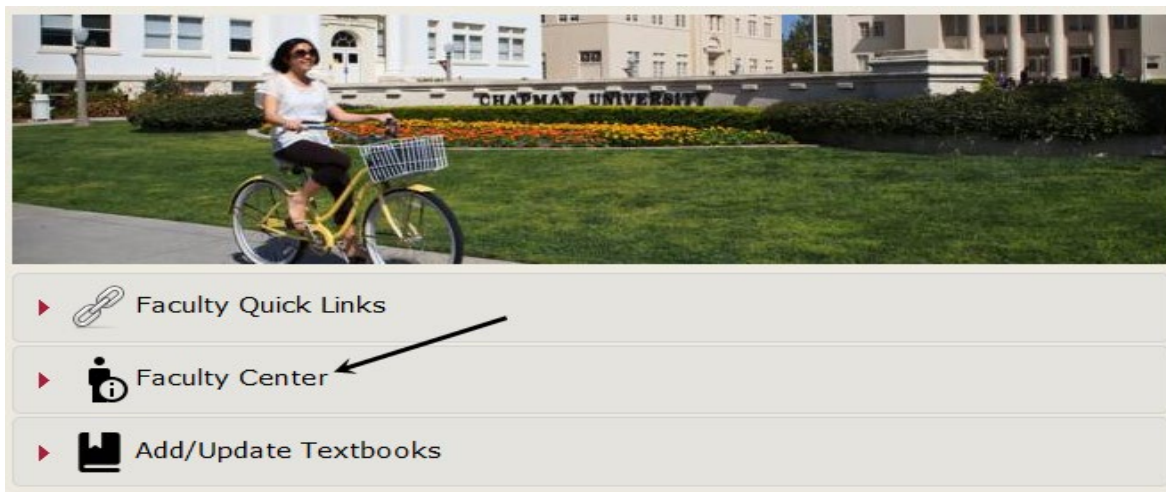 CHAPMAN UNIVERSITY
Faculty Quick Links
Faculty Center
Add/Update Textbooks